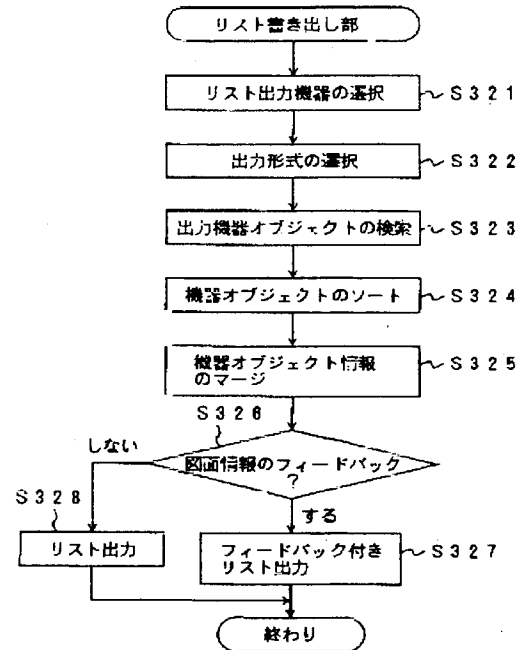 リスト書き出し部
リスト出力機器の選択
S321
出力形式の選択
S322
出力機器オブジェクトの検索
S323
機器オブジェクトのソート
S324
機器オブジェクト情報
のマージ
S325
S326
しない
図面情報のフィードバック
?
S328
する
リスト出力
フィードバック付き
リスト出力
S327
終わり